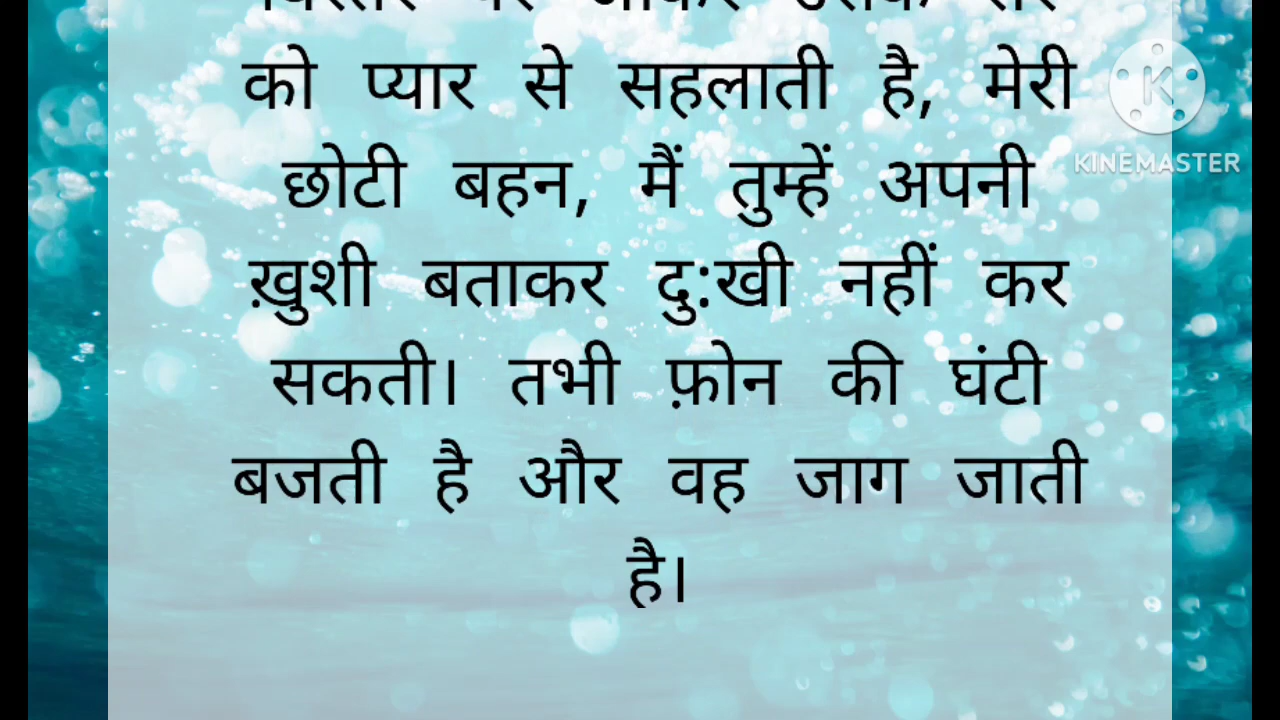 को प्यार से सहलाती है, मेरी
छोटी बहन, मैं तुम्हें अपनी
ख़ुशी बताकर दु:खी नहीं कर
सकती। तभी फ़ोन की घंटी
बजती है और वह जाग जाती
है।
KINEMASTER